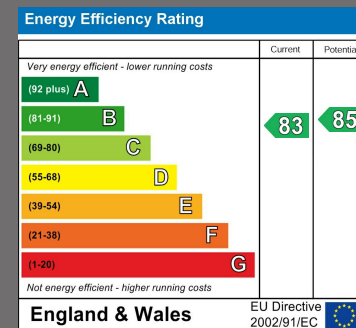 Energy Efficiency Rating
Current Potentia
Very energy efficient - lower running costs
(92 plus) A
(81-91) B
83 85
(69-80) C
(55-68) D
(39-54) E
(21-38) F
(1-20) G
Not energy efficient - higher running costs
England & Wales
EU Directive
2002/91/EC